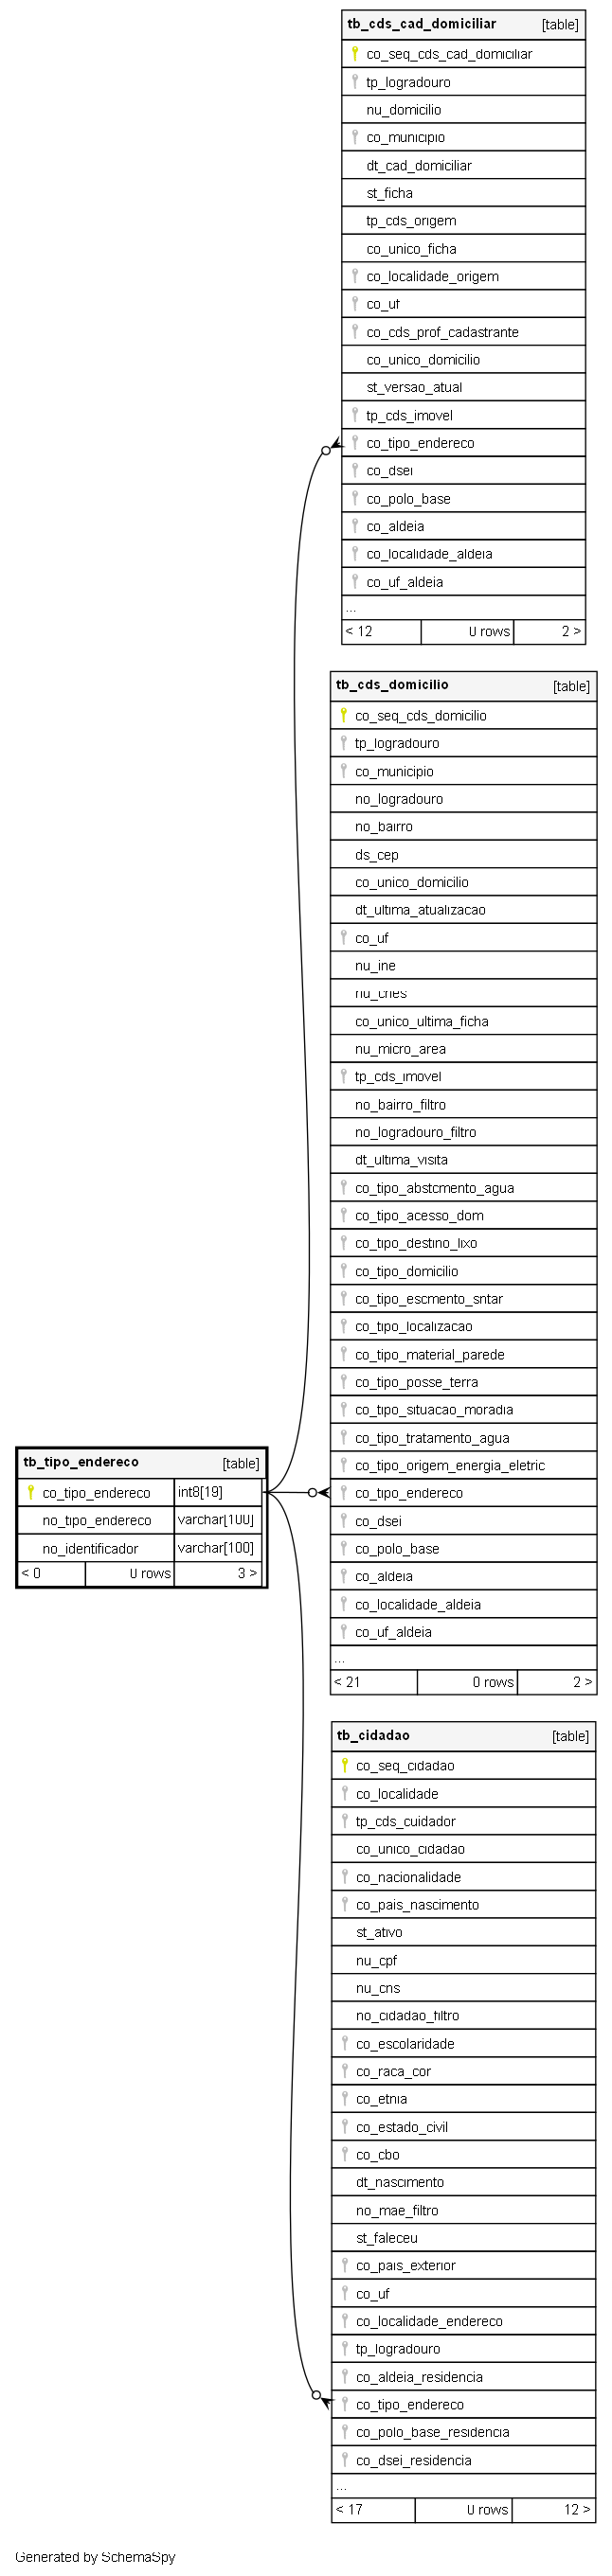 tb_cds_cad_domiciliar [table]
co_seq_cds_cad_domiciliar
tp_logradouro
nu_domicilio
co_municipio
dt_cad_domiciliar
st_ficha
tp_cds_origem
co_unico_ficha
co_localidade_origem
co_uf
co_cds_prof_cadastrante
co_unico_domicilio
st_versao_atual
tp_cds_imovel
co_tipo_endereco
co_dsei
co_polo_base
co_aldeia
co_localidade_aldeia
co_uf_aldeia
...
< 12 0 rows 2 >
tb_cds_domicilio [table]
co_seq_cds_domicilio
tp_logradouro
co_municipio
no_logradouro
no_bairro
ds_cep
co_unico_domicilio
dt_ultima_atualizacao
co_uf
nu_ine
nu_cnes
co_unico_ultima_ficha
nu_micro_area
tp_cds_imovel
no_bairro_filtro
no_logradouro_filtro
dt_ultima_visita
co_tipo_abstcmento_agua
co_tipo_acesso_dom
co_tipo_destino_lixo
co_tipo_domicilio
co_tipo_escmento_sntar
co_tipo_localizacao
co_tipo_material_parede
co_tipo_posse_terra
co_tipo_situacao_moradia
co_tipo_tratamento_agua
co_tipo_origem_energia_eletric
co_tipo_endereco
co_dsei
co_polo_base
co_aldeia
co_localidade_aldeia
co_uf_aldeia
...
< 21 0 rows 2 >
tb_tipo_endereco [table]
co_tipo_endereco int8[19]
no_tipo_endereco varchar[100]
no_identificador varchar[100]
< 0 0 rows 3 >
tb_cidadao [table]
co_seq_cidadao
co_localidade
tp_cds_cuidador
co_unico_cidadao
co_nacionalidade
co_pais_nascimento
st_ativo
nu_cpf
nu_cns
no_cidadao_filtro
co_escolaridade
co_raca_cor
co_etnia
co_estado_civil
co_cbo
dt_nascimento
no_mae_filtro
st_faleceu
co_pais_exterior
co_uf
co_localidade_endereco
tp_logradouro
co_aldeia_residencia
co_tipo_endereco
co_polo_base_residencia
co_dsei_residencia
...
< 17 0 rows 12 >
Generated by SchemaSpy